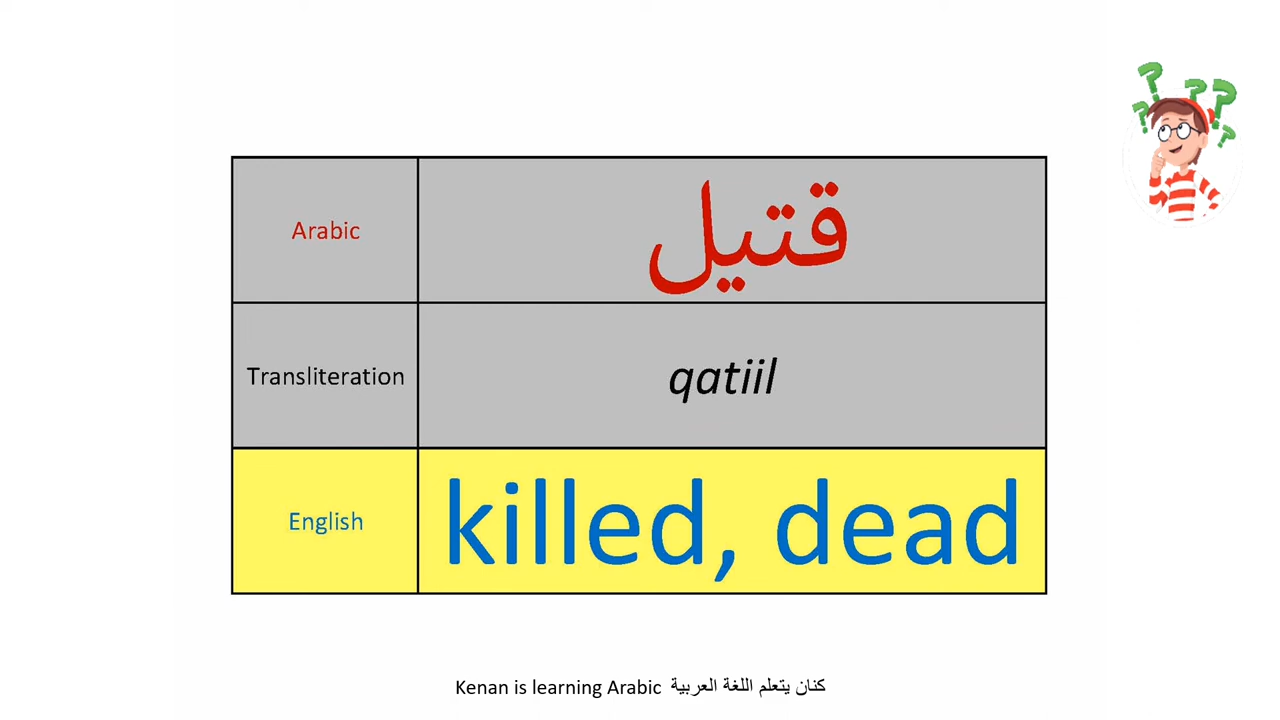 Arabic قتيل
Transliteration qatiil
English killed, dead
Kenan is learning Arabic كنان يتعلم اللغة العربية